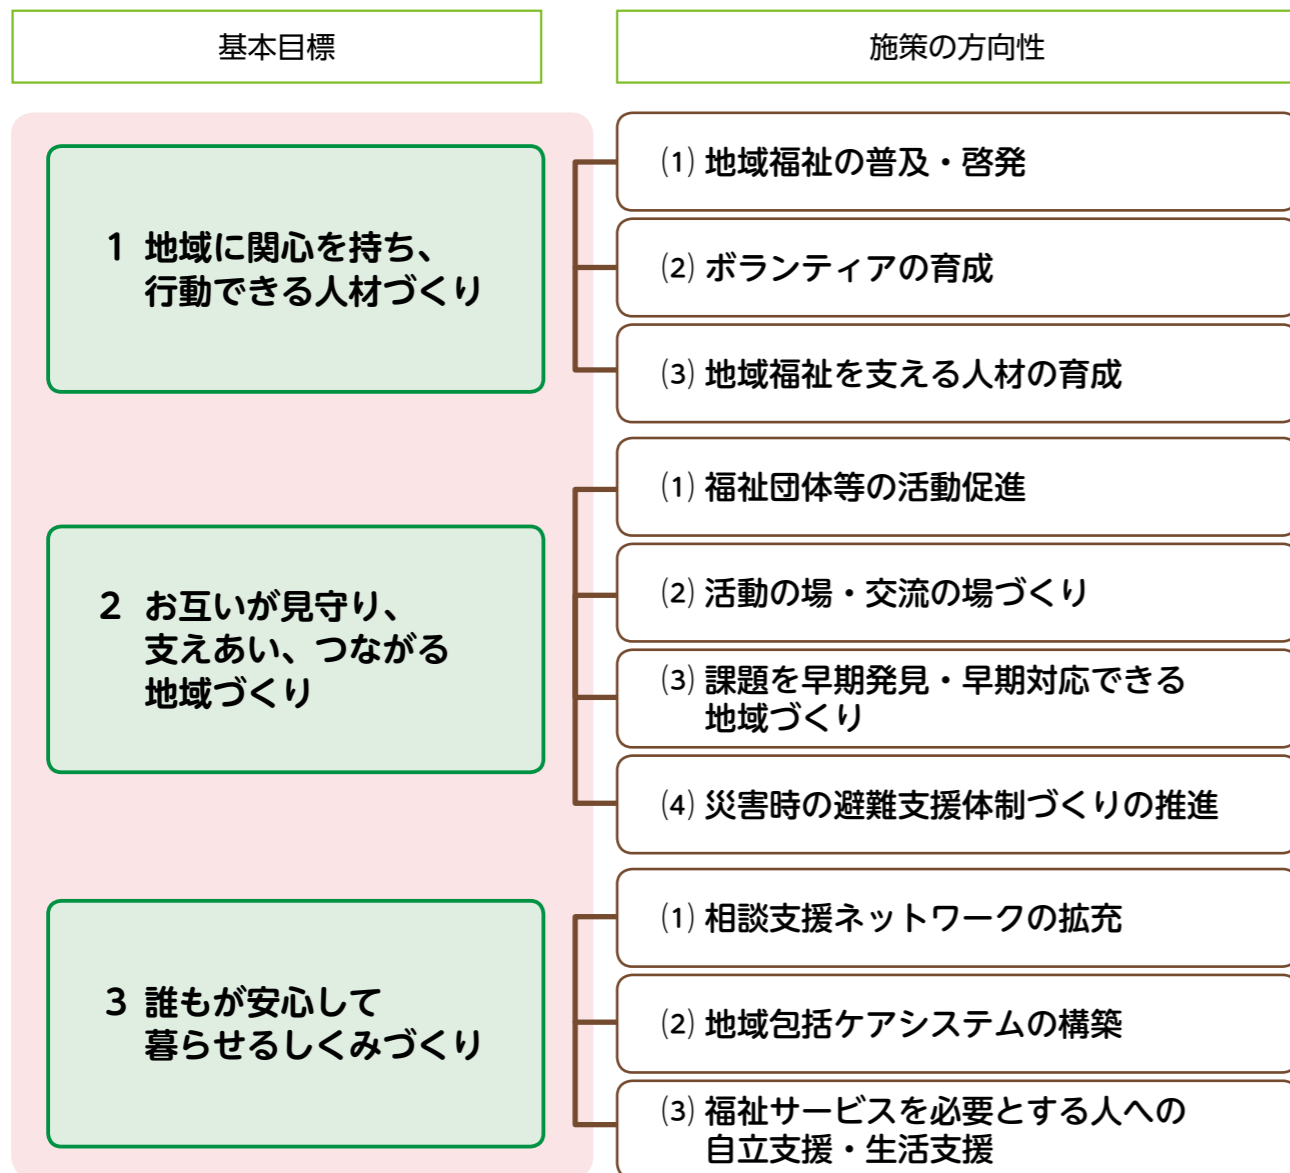 基本目標
施策の方向性
1 地域に関心を持ち、
行動できる人材づくり
(1) 地域福祉の普及・啓発
(2) ボランティアの育成
(3) 地域福祉を支える人材の育成
2 お互いが見守り、
支えあい、つながる
地域づくり
(1) 福祉団体等の活動促進
(2) 活動の場・交流の場づくり
(3) 課題を早期発見・早期対応できる
地域づくり
(4) 災害時の避難支援体制づくりの推進
3 誰もが安心して
暮らせるしくみづくり
(1) 相談支援ネットワークの拡充
(2) 地域包括ケアシステムの構築
(3) 福祉サービスを必要とする人への
自立支援・生活支援